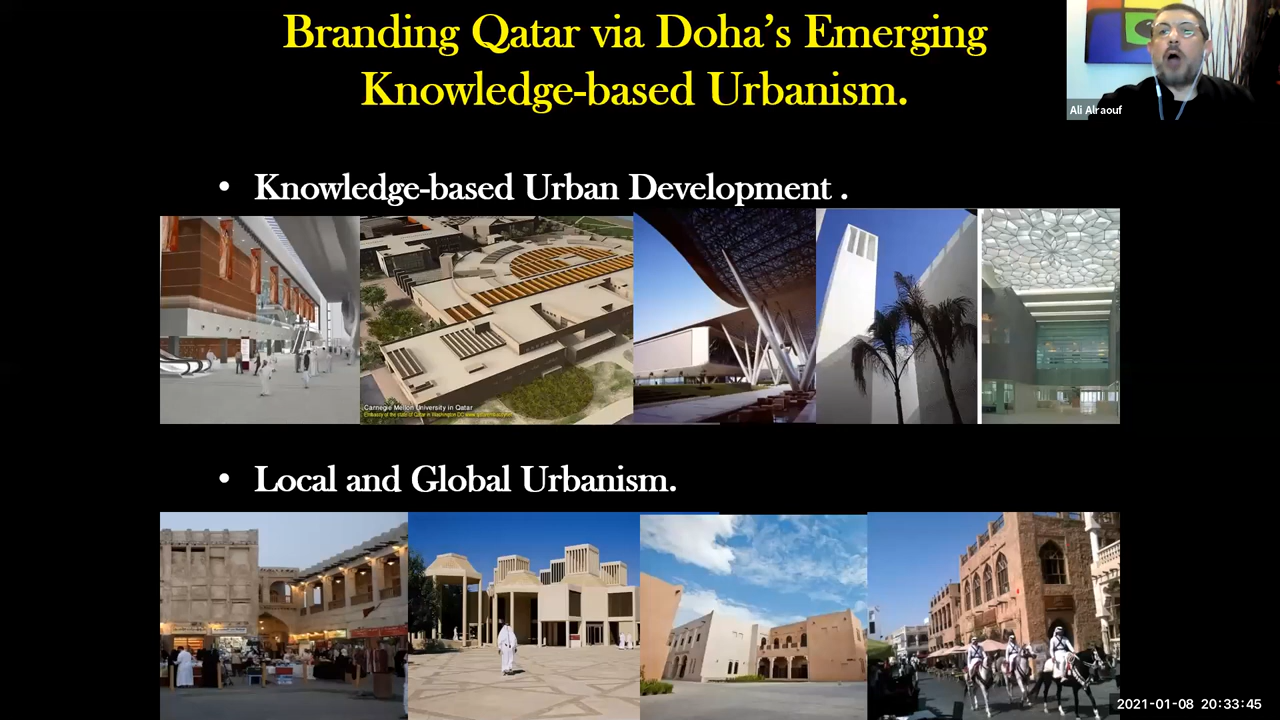 Branding Qatar via Doha's Emerging
Knowledge-based Urbanism.
Ali Alraouf
• Knowledge-based Urban Development .
Carnegie Mellon University in Qatar
• Local and Global Urbanism.
2021-01-08 20:33:45